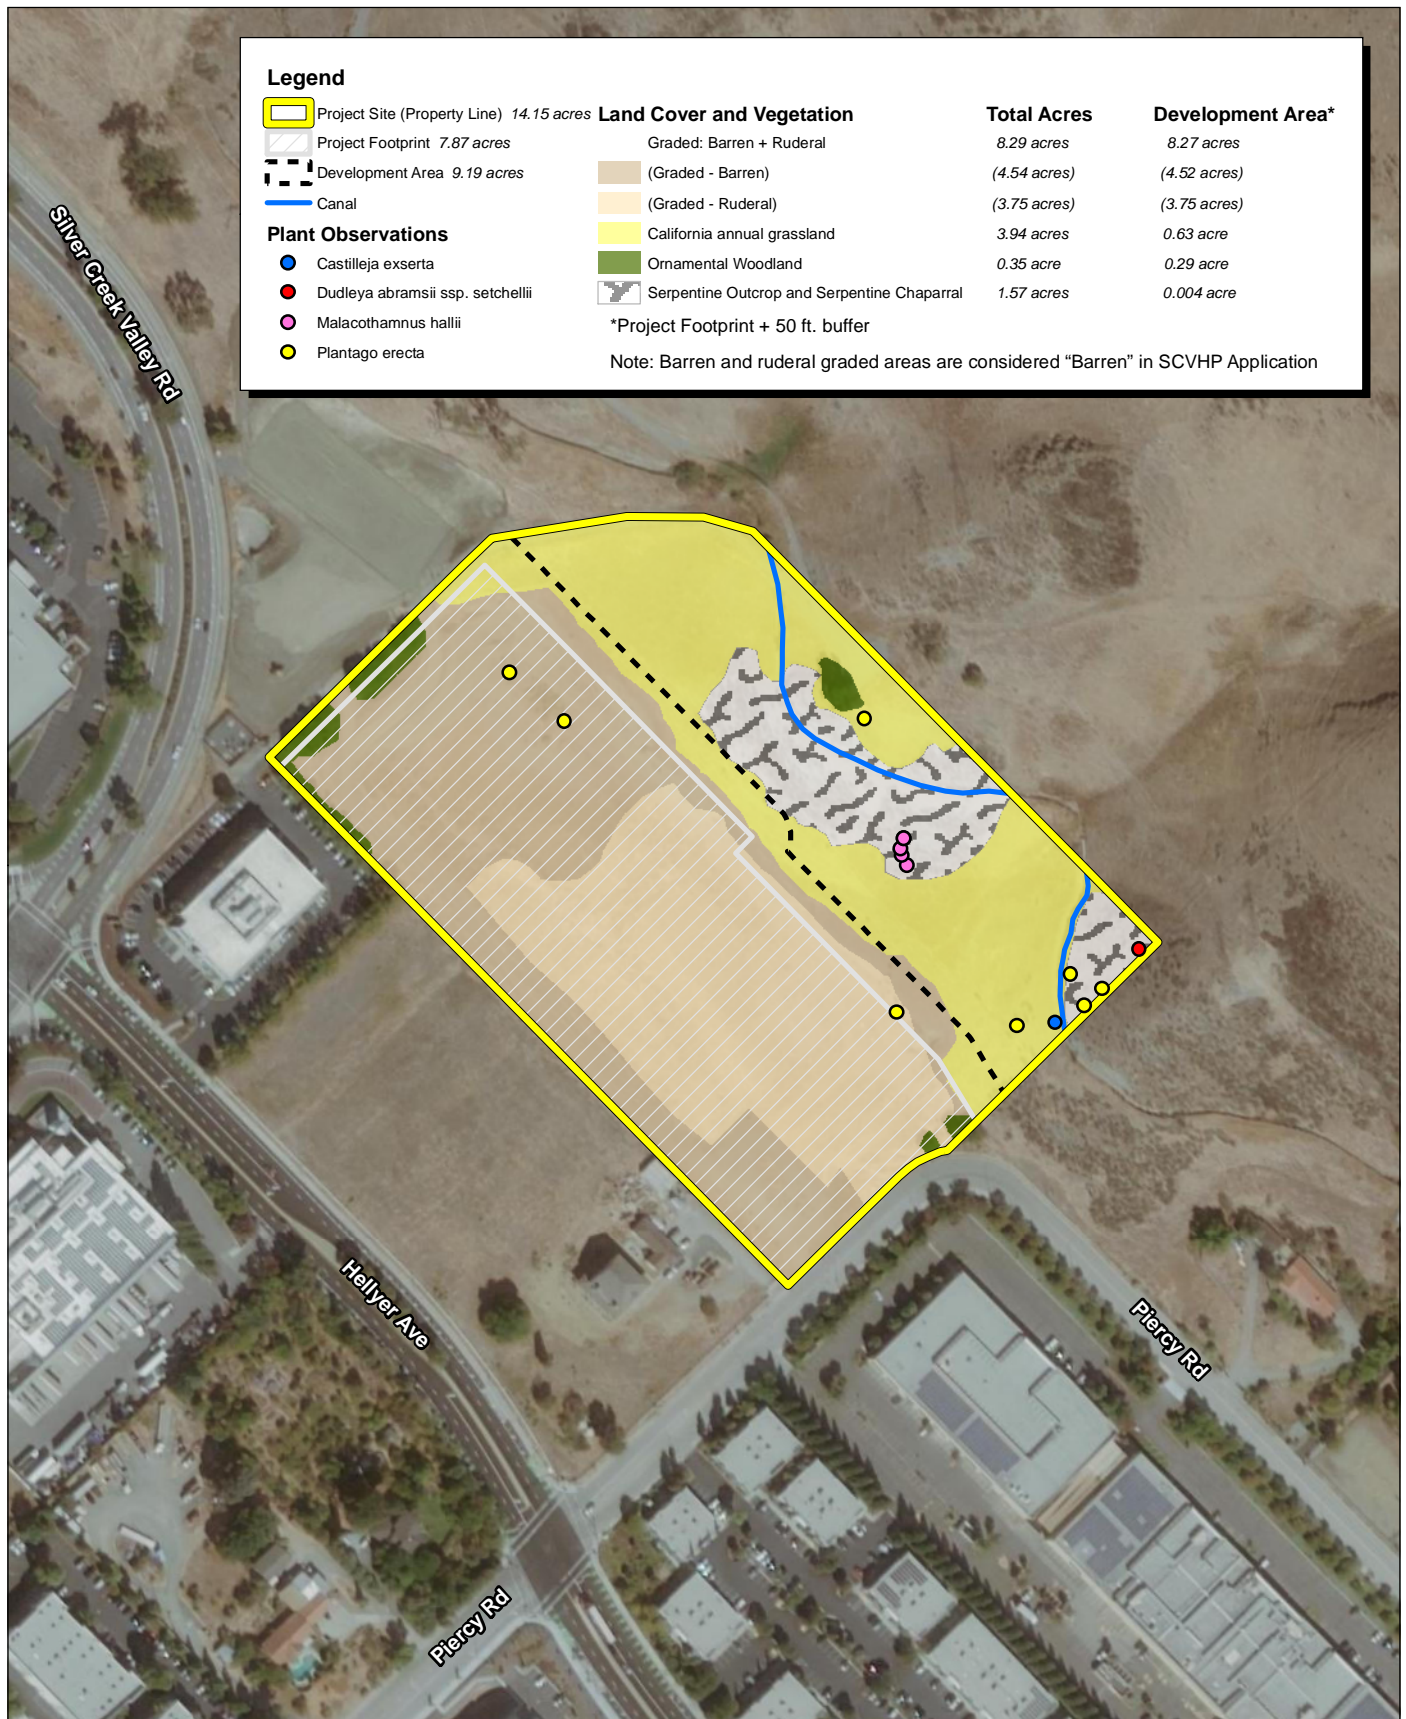 Legend
Project Site (Property Line) 14.15 acres
Project Footprint 7.87 acres
Development Area 9.19 acres
Canal
Plant Observations
Castilleja exserta
Dudleya abramsii ssp. setchellii
Malacothamnus hallii
Plantago erecta
Land Cover and Vegetation Total Acres Development Area*
Graded: Barren + Ruderal 8.29 acres 8.27 acres
(Graded - Barren) (4.54 acres) (4.52 acres)
(Graded - Ruderal) (3.75 acres) (3.75 acres)
California annual grassland 3.94 acres 0.63 acre
Ornamental Woodland 0.35 acre 0.29 acre
Serpentine Outcrop and Serpentine Chaparral 1.57 acres 0.004 acre
*Project Footprint + 50 ft. buffer
Note: Barren and ruderal graded areas are considered “Barren” in SCVHP Application
Silver Creek Valley Rd
Hellyer Ave
Piercy Rd
Piercy Rd